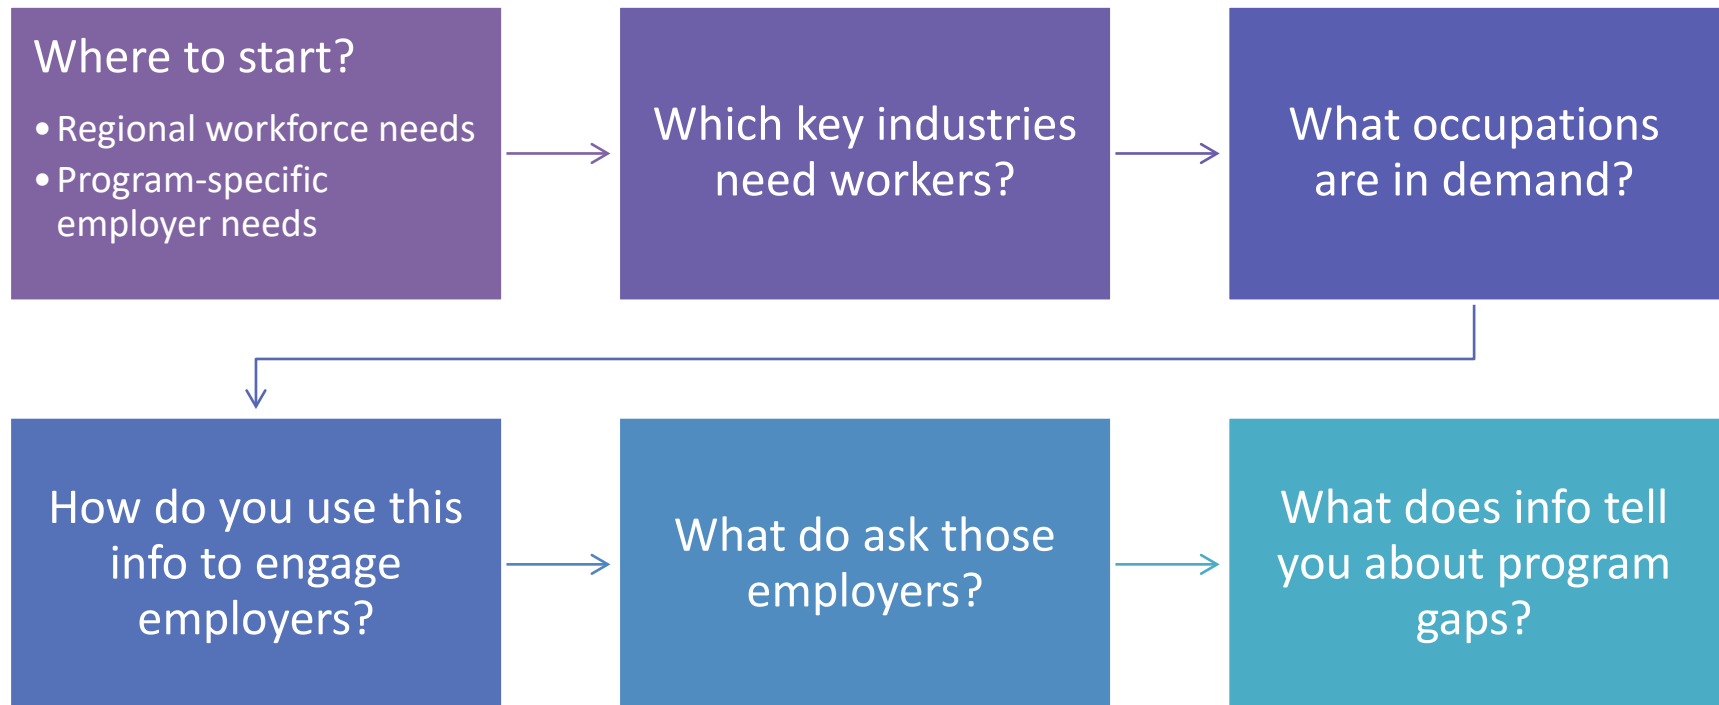 Where to start?
• Regional workforce needs
• Program-specific
employer needs
Which key industries
need workers?
What occupations
are in demand?
How do you use this
info to engage
employers?
What do ask those
employers?
What does info tell
you about program
gaps?